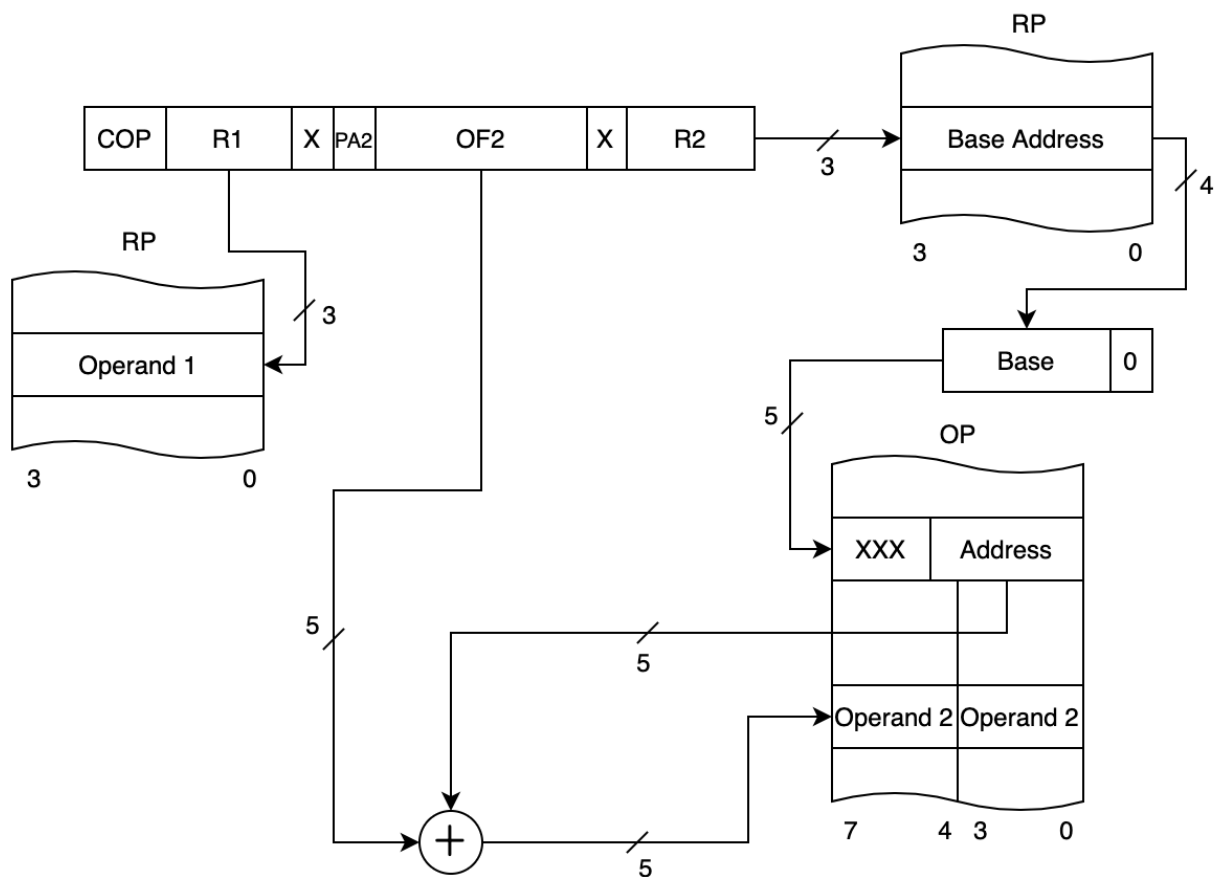 RP
COP R1 X PA2 OF2 X R2
3
Base Address
4
3 0
RP
3
Operand 1
3 0
Base 0
5
OP
XXX Address
5
5
Operand 2 Operand 2
7 4 3 0
+
5